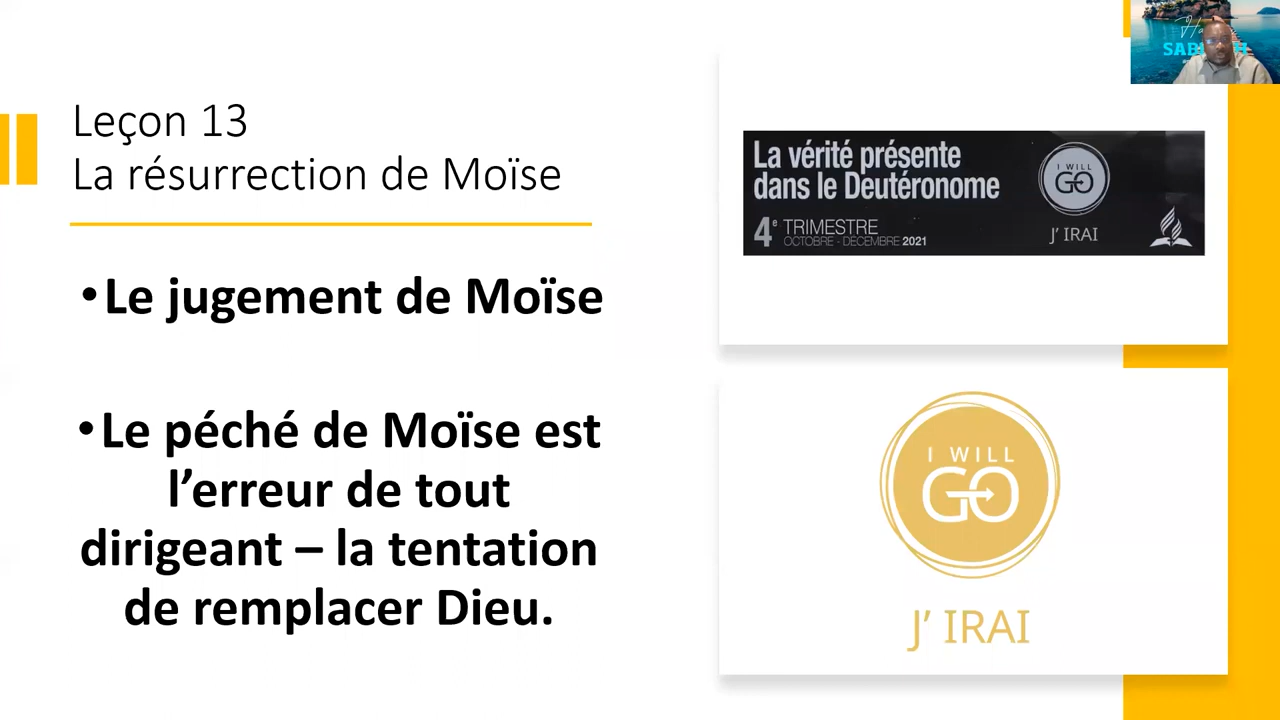 Leçon 13
La résurrection de Moïse
•Le jugement de Moïse
•Le péché de Moïse est
l’erreur de tout
dirigeant – la tentation
de remplacer Dieu.
La vérité présente
dans le Deutéronome
4e TRIMESTRE
OCTOBRE - DÉCEMBRE 2021
I WILL
GO
J’ IRAI
I WILL
GO
J’ IRAI